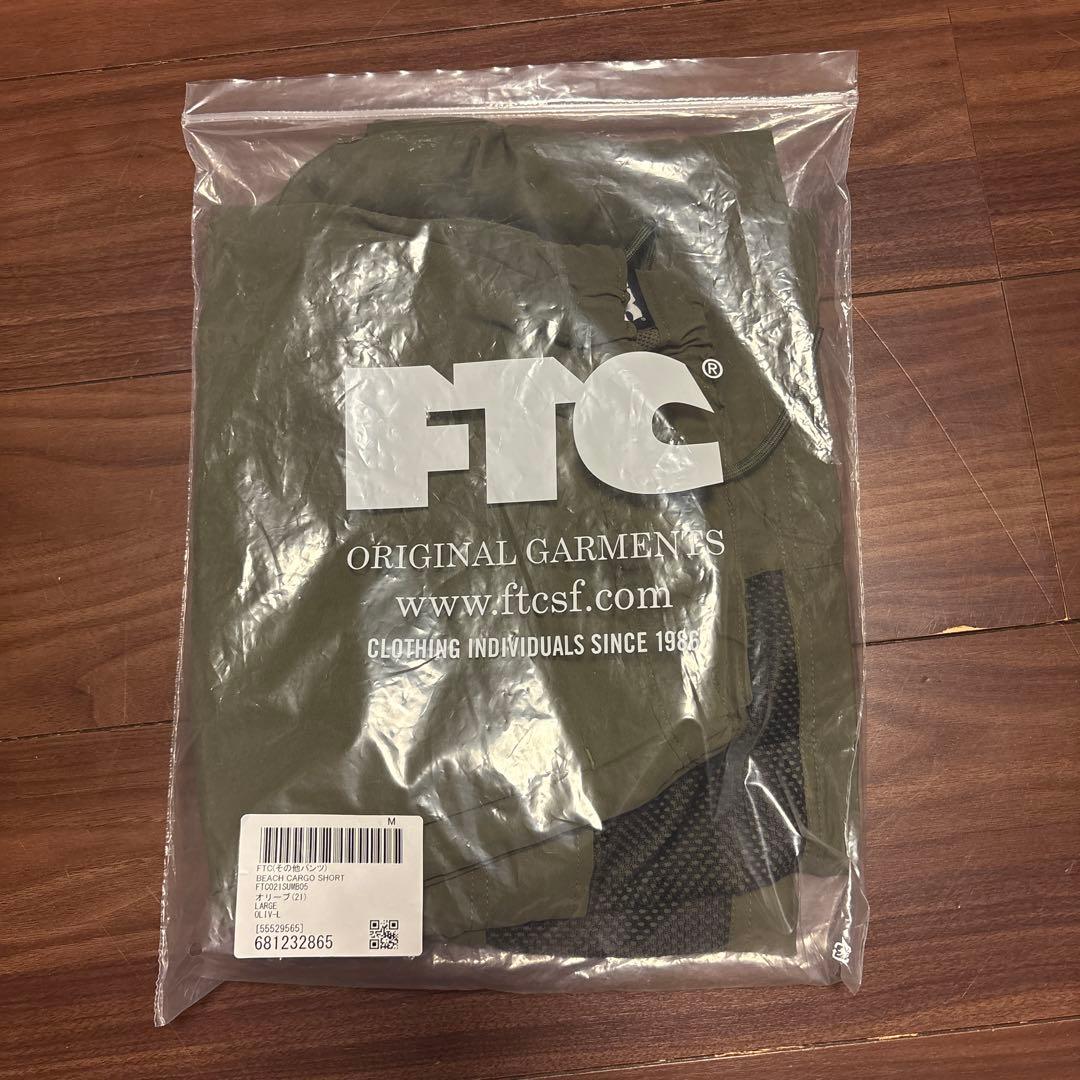 FTC®
ORIGINAL GARMENTS
www.ftcsf.com
CLOTHING INDIVIDUALS SINCE 1986
M
FTC(その他パンツ)
BEACH CARGO SHORT
FTC021SUMB05
オリーブ(21)
LARGE
OLIV-L
[55529565]
681232865